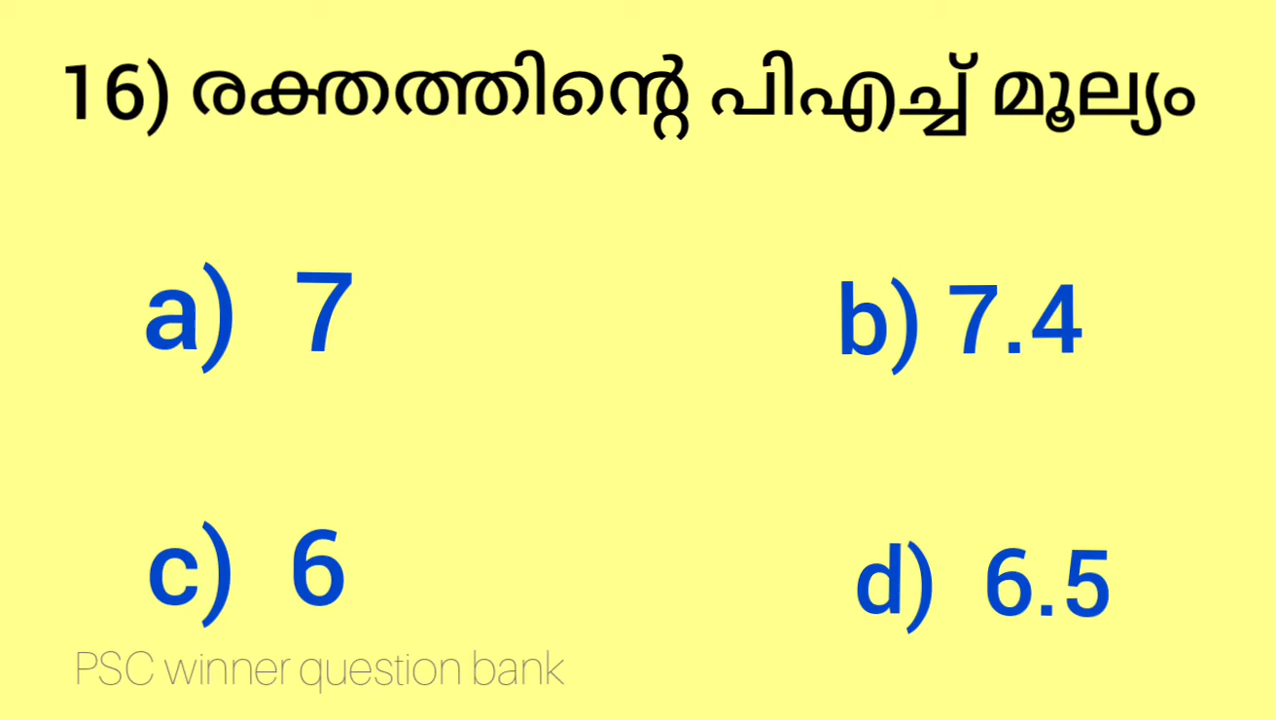 16) രക്തത്തിന്റെ പിഎച്ച് മൂല്യം
a) 7
b) 7.4
c) 6
d) 6.5
PSC winner question bank